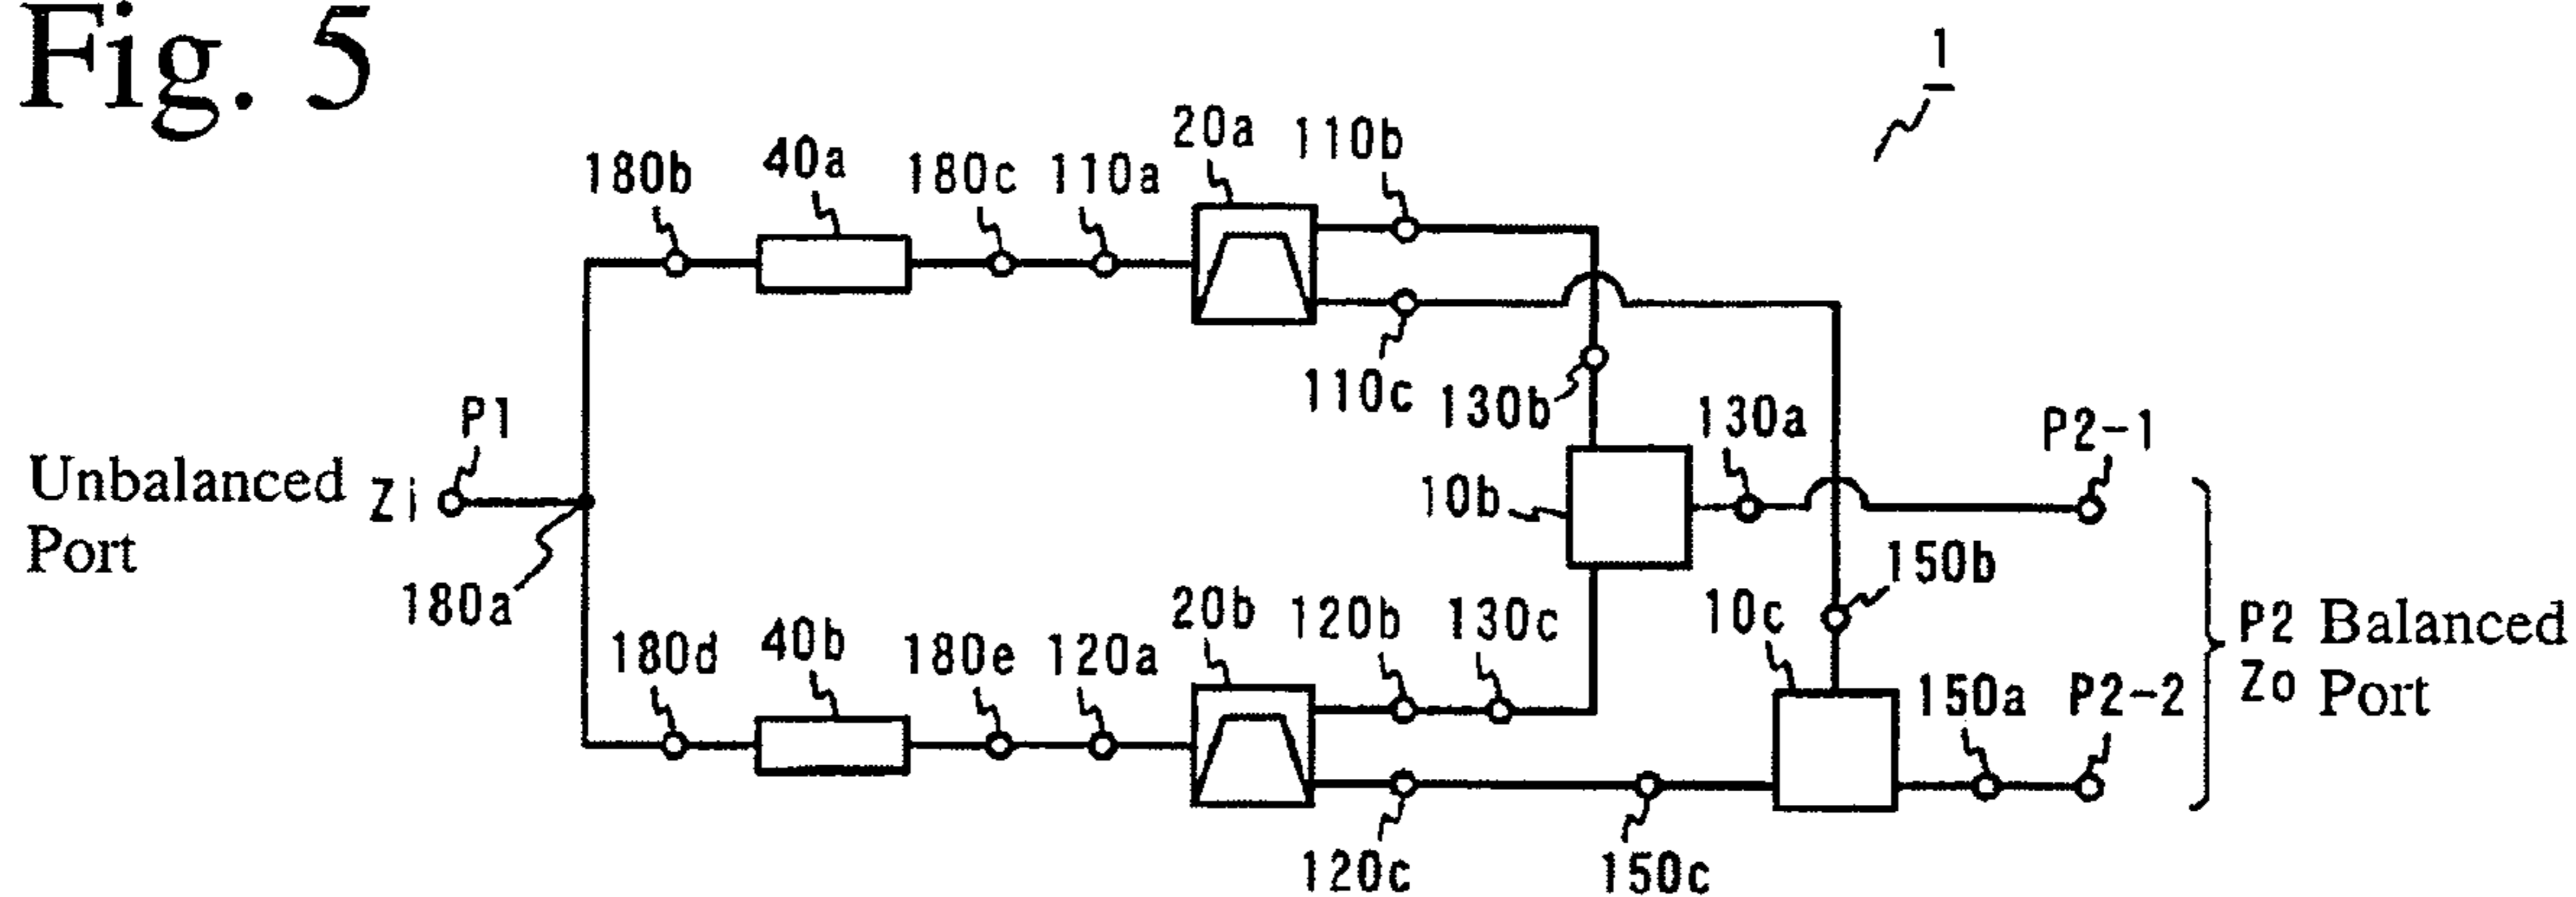 Fig. 5
1
20a
110b
180b
40a
180c
110a
110c
130b
130a
P2-1
P1
Unbalanced
Port
Zi
10b
180a
150b
10c
20b
120b
130c
180d
40b
180e
120a
150a
P2-2
P2 Balanced
Zo Port
120c
150c